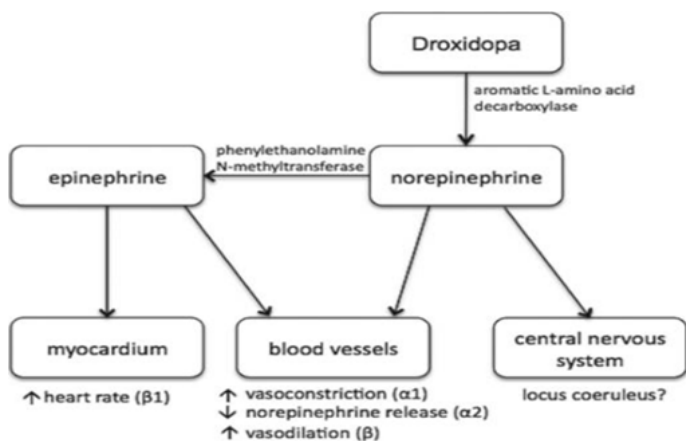 Droxidopa
aromatic L-amino acid
decarboxylase
phenylethanolamine
N-methyltransferase
epinephrine
norepinephrine
myocardium
blood vessels
central nervous
system
↑ heart rate (β1)
↑ vasoconstriction (α1)
↓ norepinephrine release (α2)
↑ vasodilation (β)
locus coeruleus?